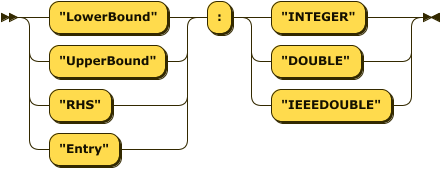 "LowerBound" : "INTEGER"
"UpperBound" "DOUBLE"
"RHS" "IEEEDOUBLE"
"Entry"